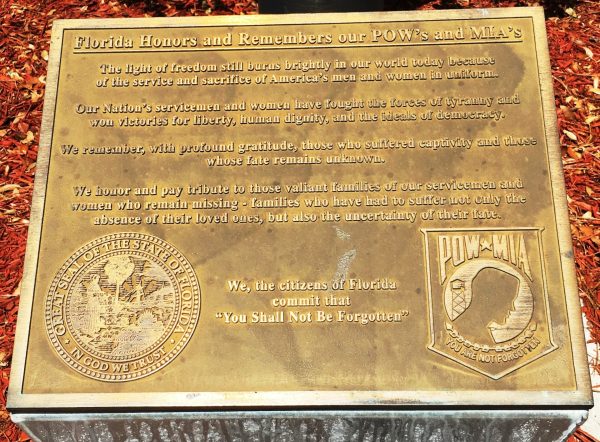 Florida Honors and Remembers our POW's and MIA's
The light of freedom still burns brightly in our world today because
of the service and sacrifice of America's men and women in uniform.
Our Nation's servicemen and women have fought the forces of tyranny and
won victories for liberty, human dignity, and the ideals of democracy.
We remember, with profound gratitude, those who suffered captivity and those
whose fate remains unknown.
We honor and pay tribute to those valiant families of our servicemen and
women who remain missing - families who have had to suffer not only the
absence of their loved ones, but also the uncertainty of their fate.
GREAT SEAL OF THE STATE OF FLORIDA
• IN GOD WE TRUST •
We, the citizens of Florida
commit that
"You Shall Not Be Forgotten"
POW★MIA
YOU ARE NOT FORGOTTEN